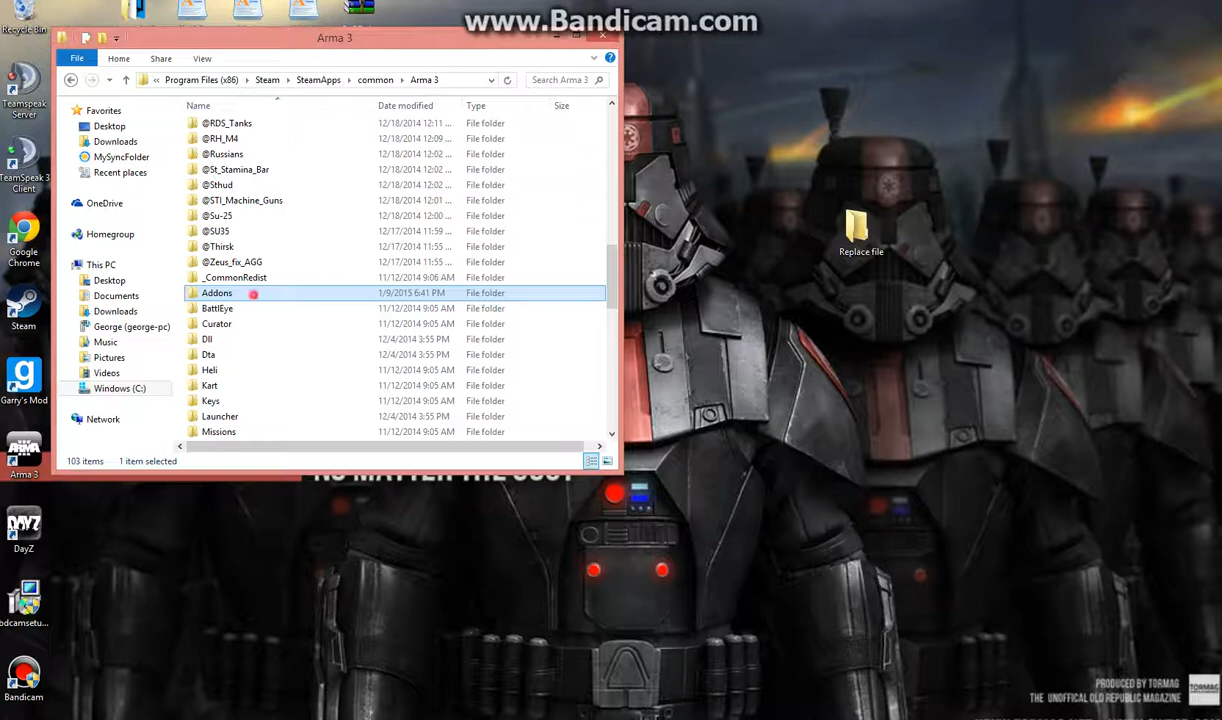 www.Bandicam.com
Recycle Bin
Arma 3
File Home Share View
« Program Files (x86) Steam SteamApps common Arma 3
Search Arma 3
Name Date modified Type Size
Favorites
Desktop
Downloads
MySyncFolder
Recent places
OneDrive
Homegroup
This PC
Desktop
Documents
Downloads
George (george-pc)
Music
Pictures
Videos
Windows (C:)
Network
@RDS_Tanks 12/18/2014 12:11 ... File folder
@RH_M4 12/18/2014 12:09 ... File folder
@Russians 12/18/2014 12:02 ... File folder
@St_Stamina_Bar 12/18/2014 12:02 ... File folder
@Sthud 12/18/2014 12:02 ... File folder
@STI_Machine_Guns 12/18/2014 12:01 ... File folder
@Su-25 12/18/2014 12:00 ... File folder
@SU35 12/17/2014 11:55 ... File folder
@Thirsk 12/17/2014 11:55 ... File folder
@Zeus_fix_AGG 12/17/2014 11:55 ... File folder
_CommonRedist 11/12/2014 9:06 AM File folder
Addons 1/9/2015 6:41 PM File folder
BattlEye 11/12/2014 9:05 AM File folder
Curator 11/12/2014 9:05 AM File folder
Dll 12/4/2014 3:55 PM File folder
Dta 12/4/2014 3:55 PM File folder
Heli 11/12/2014 9:05 AM File folder
Kart 11/12/2014 9:05 AM File folder
Keys 11/12/2014 9:05 AM File folder
Launcher 12/4/2014 3:55 PM File folder
Missions 11/12/2014 9:05 AM File folder
103 items 1 item selected
Teamspeak
Server
TeamSpeak 3
Client
Google
Chrome
Steam
Garry's Mod
ARMA
Arma 3
DAYZ
DayZ
bdcamsetu...
Bandicam
Replace file
NO MATTER THE COST
PRODUCED BY TORMAG
THE UNOFFICAL OLD REPUBLIC MAGAZINE
TORMAG